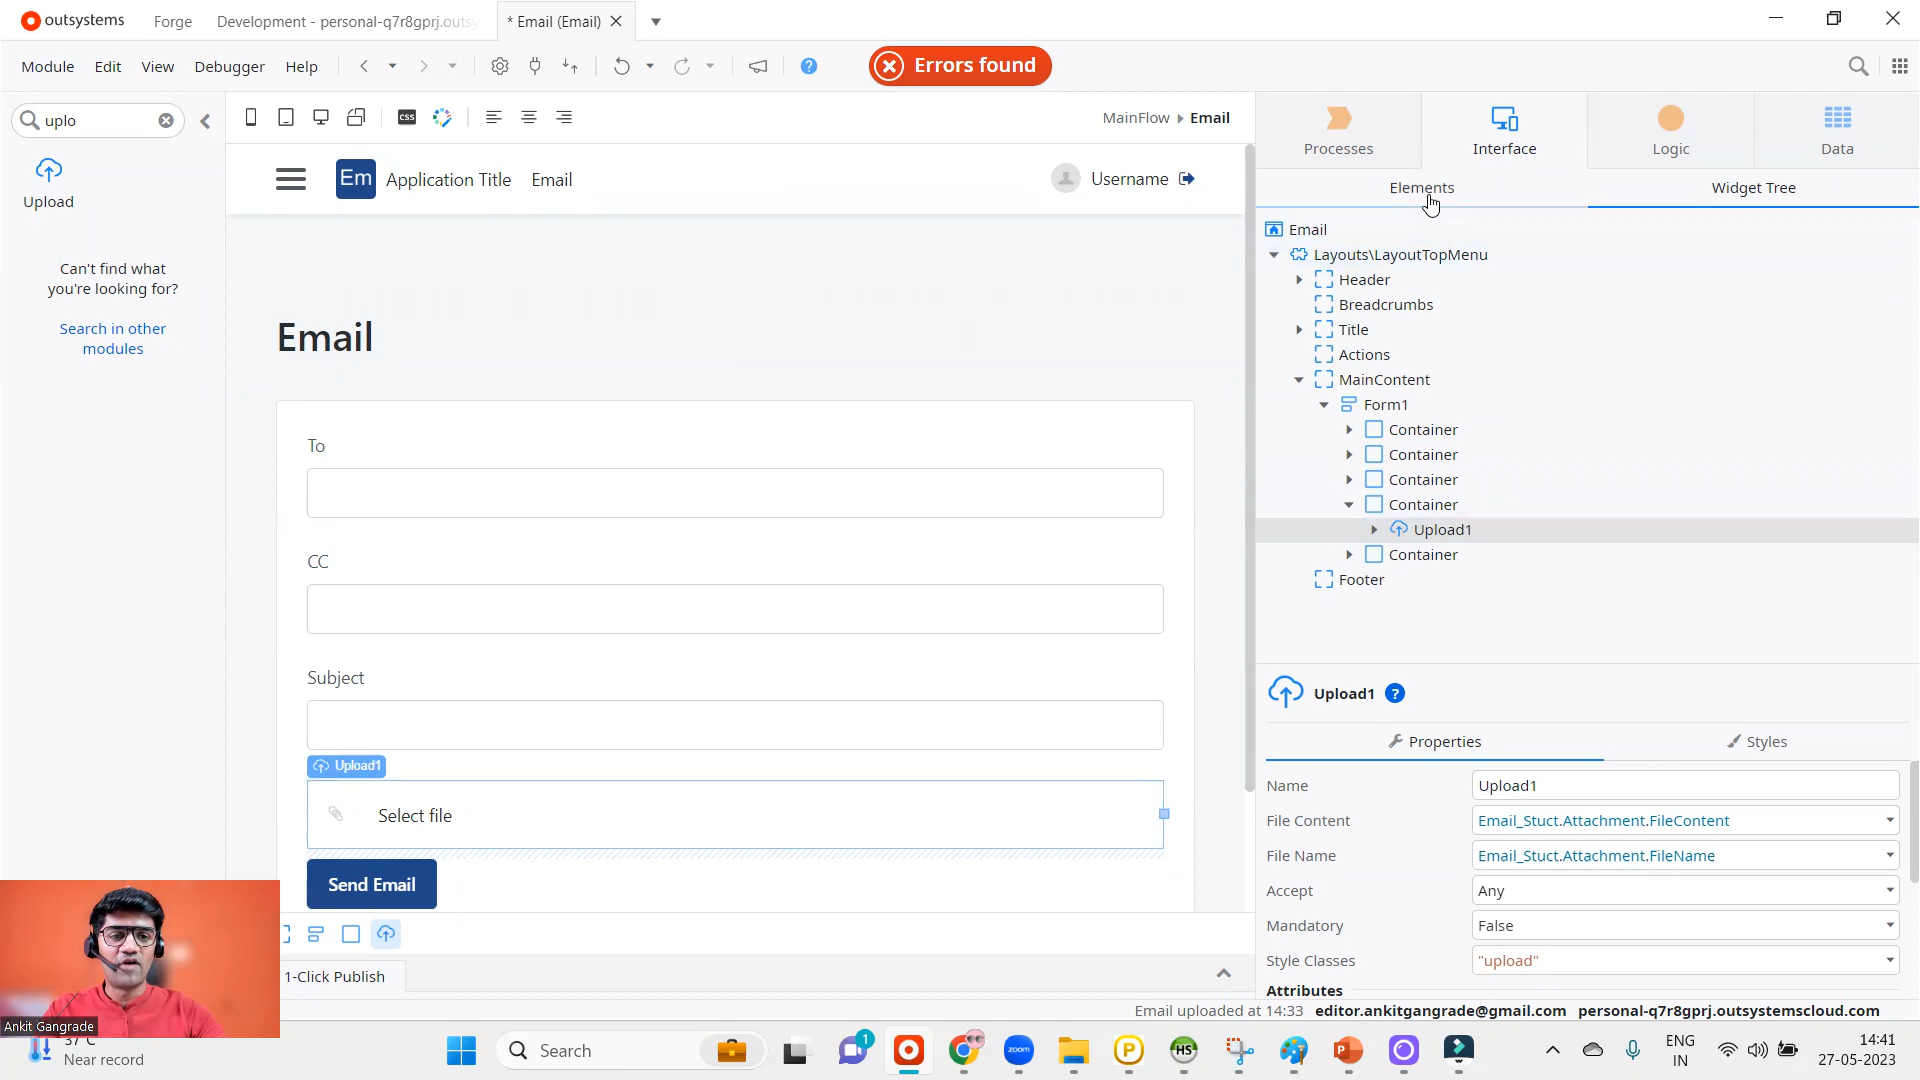 outsystems
Forge
Development - personal-q7r8gprj.outsy
* Email (Email)
Module Edit View Debugger Help
Errors found
uplo
Upload
Can't find what
you're looking for?
Search in other
modules
css
MainFlow Email
Em Application Title Email
Username
Email
To
CC
Subject
Upload1
Select file
Send Email
1-Click Publish
Processes
Interface
Logic
Data
Elements
Widget Tree
Email
Layouts\LayoutTopMenu
Header
Breadcrumbs
Title
Actions
MainContent
Form1
Container
Container
Container
Container
Upload1
Container
Footer
Upload1 ?
Properties
Styles
Name Upload1
File Content Email_Stuct.Attachment.FileContent
File Name Email_Stuct.Attachment.FileName
Accept Any
Mandatory False
Style Classes "upload"
Attributes
Email uploaded at 14:33 editor.ankitgangrade@gmail.com personal-q7r8gprj.outsystemscloud.com
Ankit Gangrade
37°C
Near record
Search
1
zoom
P
HS
P
ENG
IN
14:41
27-05-2023